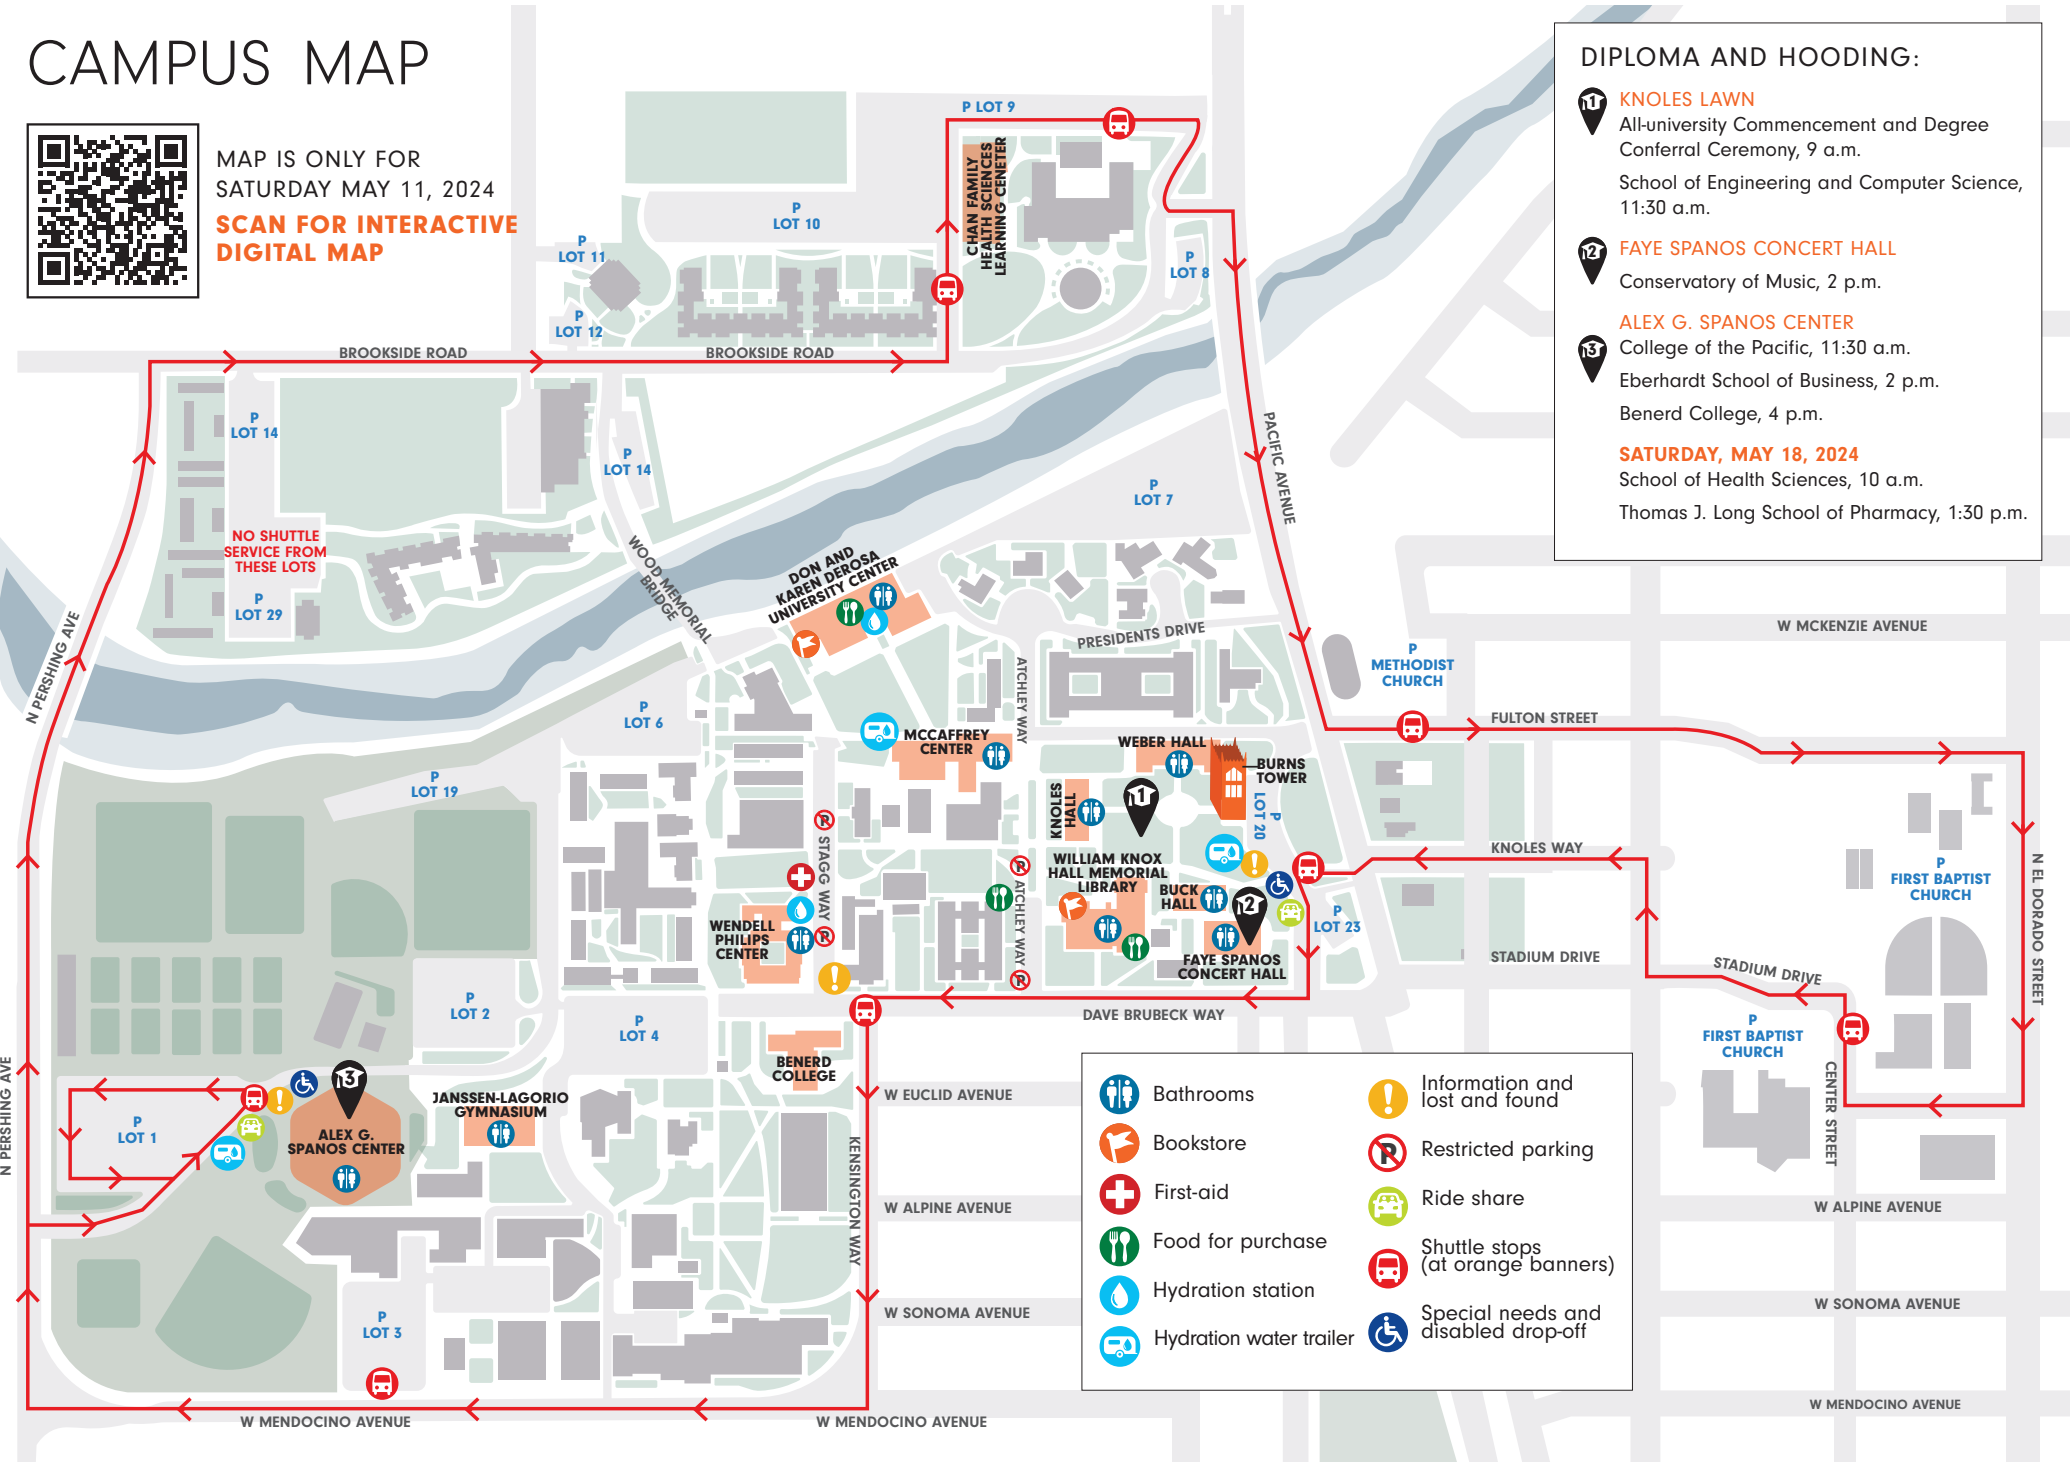 CAMPUS MAP
MAP IS ONLY FOR
SATURDAY MAY 11, 2024
SCAN FOR INTERACTIVE
DIGITAL MAP
DIPLOMA AND HOODING:
1
KNOLES LAWN
All-university Commencement and Degree
Conferral Ceremony, 9 a.m.
School of Engineering and Computer Science,
11:30 a.m.
2
FAYE SPANOS CONCERT HALL
Conservatory of Music, 2 p.m.
3
ALEX G. SPANOS CENTER
College of the Pacific, 11:30 a.m.
Eberhardt School of Business, 2 p.m.
Benerd College, 4 p.m.
SATURDAY, MAY 18, 2024
School of Health Sciences, 10 a.m.
Thomas J. Long School of Pharmacy, 1:30 p.m.
P LOT 9
CHAN FAMILY
HEALTH SCIENCES
LEARNING CENETER
P
LOT 10
P
LOT 11
P
LOT 12
P
LOT 8
BROOKSIDE ROAD
BROOKSIDE ROAD
P
LOT 14
P
LOT 14
P
LOT 7
PACIFIC AVENUE
NO SHUTTLE
SERVICE FROM
THESE LOTS
P
LOT 29
WOOD MEMORIAL
BRIDGE
DON AND
KAREN DEROSA
UNIVERSITY CENTER
N PERSHING AVE
PRESIDENTS DRIVE
ATCHLEY WAY
P
METHODIST
CHURCH
W MCKENZIE AVENUE
P
LOT 6
FULTON STREET
MCCAFFREY
CENTER
WEBER HALL
BURNS
TOWER
P
LOT 19
KNOLES
HALL
1
P
LOT 20
P
STAGG WAY
P
P
ATCHLEY WAY
P
WILLIAM KNOX
HALL MEMORIAL
LIBRARY
BUCK
HALL
2
KNOLES WAY
P
FIRST BAPTIST
CHURCH
N EL DORADO STREET
P
LOT 23
WENDELL
PHILIPS
CENTER
FAYE SPANOS
CONCERT HALL
STADIUM DRIVE
STADIUM DRIVE
P
LOT 2
P
LOT 4
DAVE BRUBECK WAY
P
FIRST BAPTIST
CHURCH
CENTER STREET
BENERD
COLLEGE
N PERSHING AVE
3
JANSSEN-LAGORIO
GYMNASIUM
W EUCLID AVENUE
P
LOT 1
ALEX G.
SPANOS CENTER
KENSINGTON WAY
W ALPINE AVENUE
W ALPINE AVENUE
W SONOMA AVENUE
W SONOMA AVENUE
P
LOT 3
W MENDOCINO AVENUE
W MENDOCINO AVENUE
W MENDOCINO AVENUE
Bathrooms
Bookstore
First-aid
Food for purchase
Hydration station
Hydration water trailer
Information and
lost and found
P
Restricted parking
Ride share
Shuttle stops
(at orange banners)
Special needs and
disabled drop-off